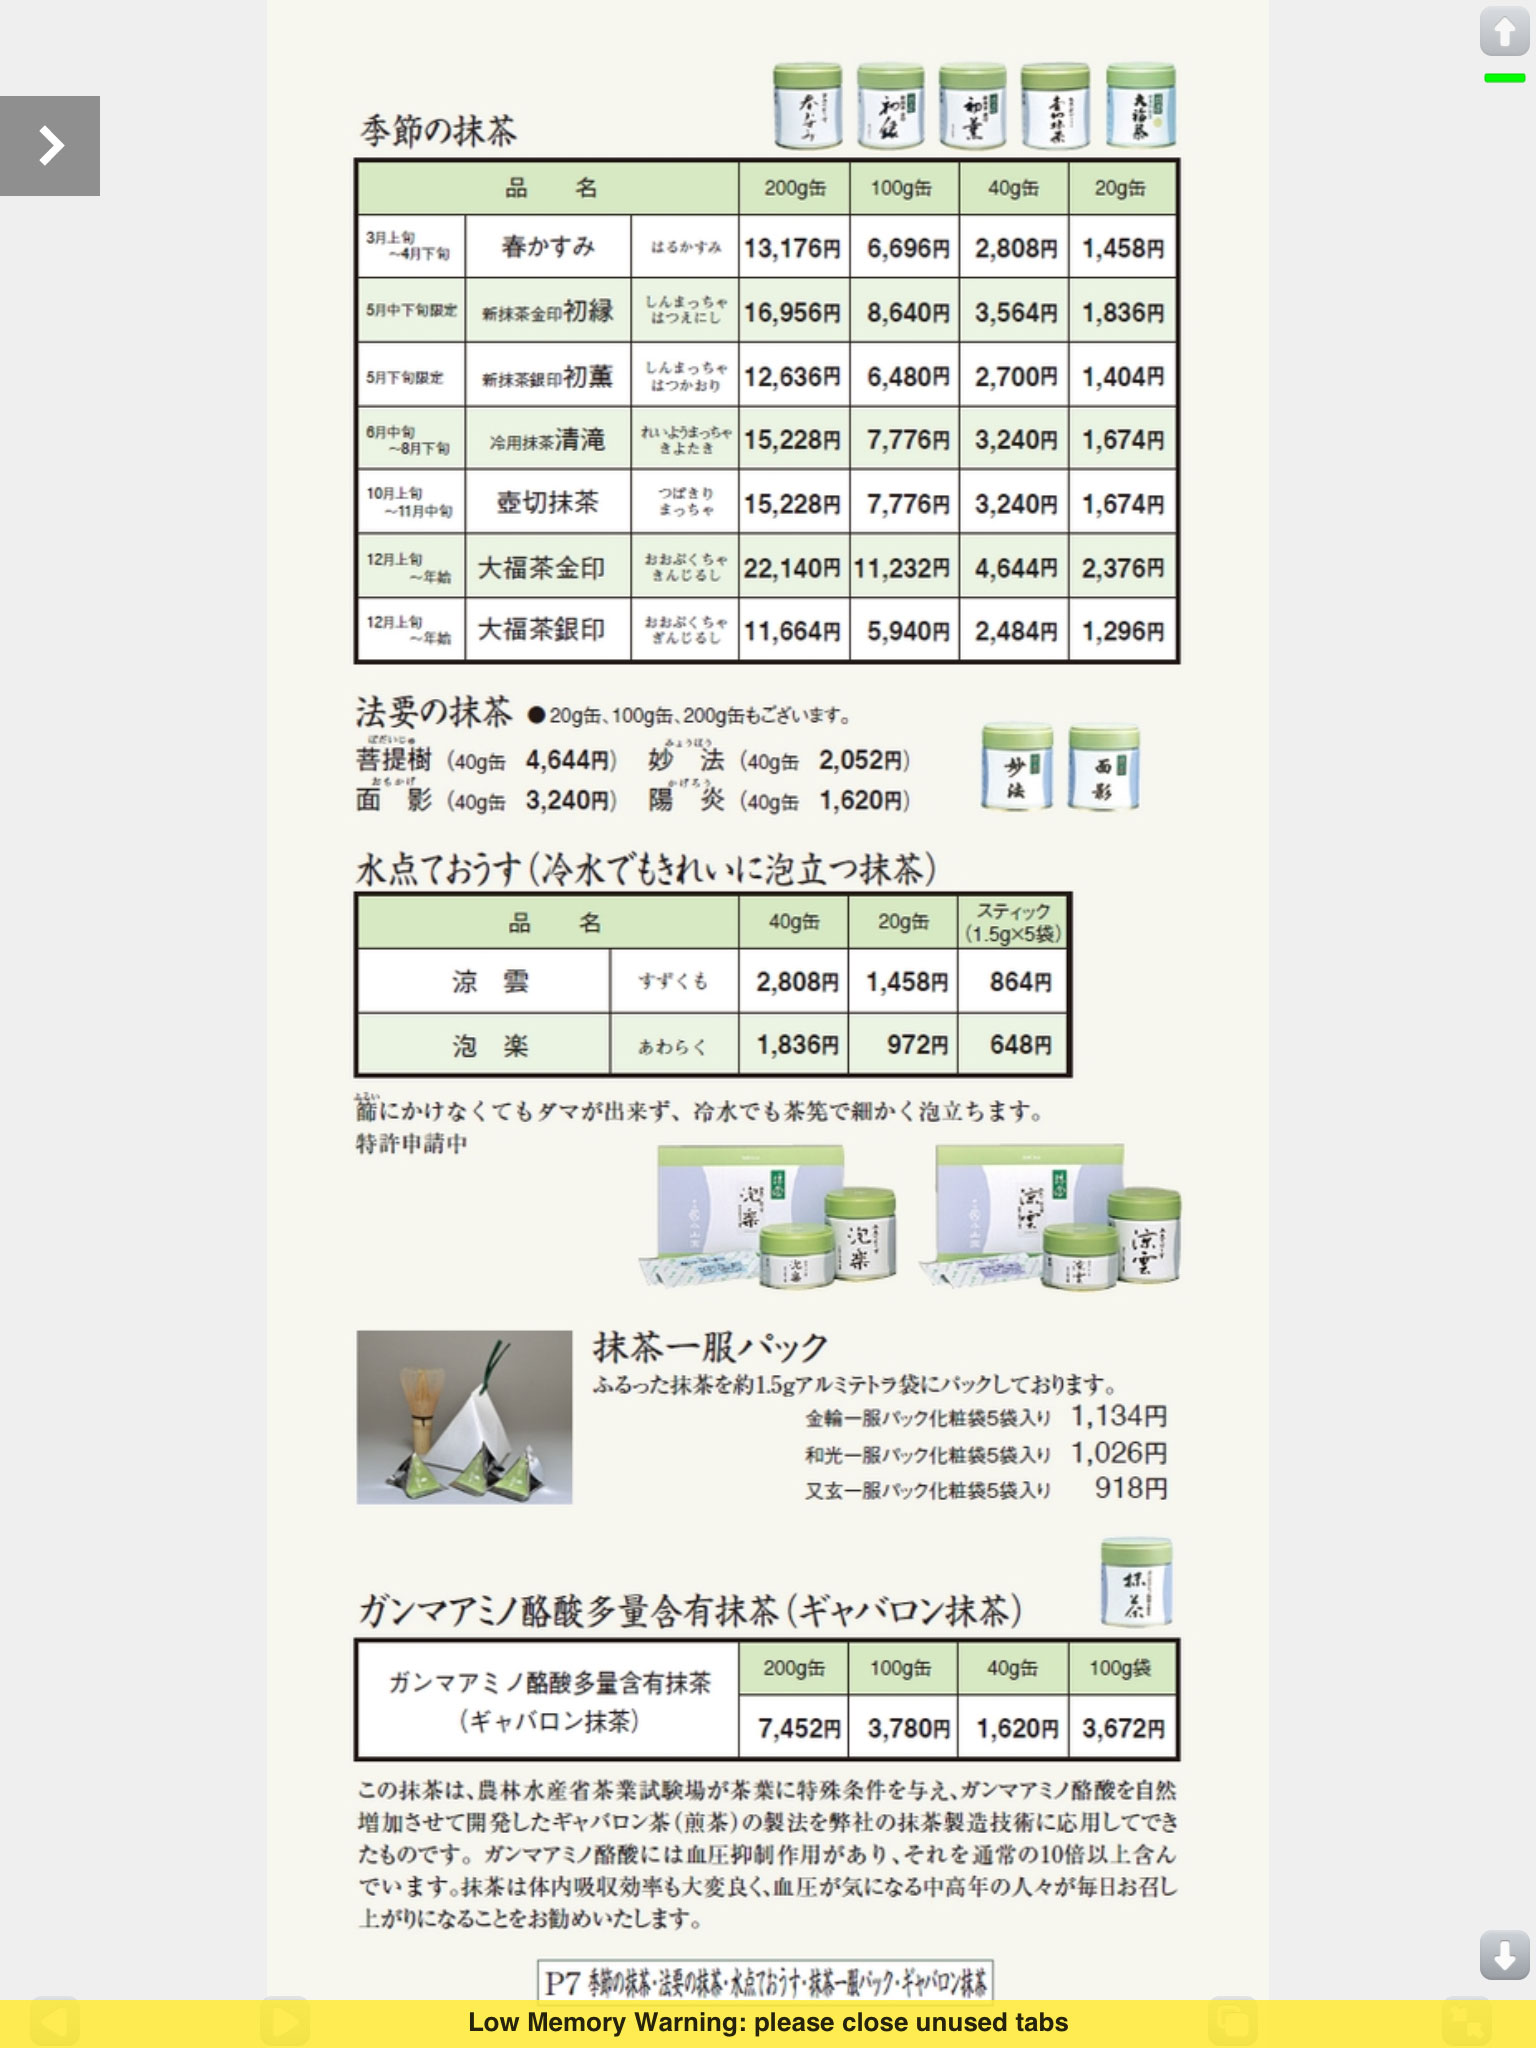 季節の抹茶
品 名 200g缶 100g缶 40g缶 20g缶
3月上旬～4月下旬 春かすみ はるかすみ 13,176円 6,696円 2,808円 1,458円
5月中下旬限定 新抹茶金印初縁 しんまっちゃはつえにし 16,956円 8,640円 3,564円 1,836円
5月下旬限定 新抹茶銀印初薫 しんまっちゃはつかおり 12,636円 6,480円 2,700円 1,404円
6月中旬～8月下旬 冷用抹茶清滝 れいようまっちゃきよたき 15,228円 7,776円 3,240円 1,674円
10月上旬～11月中旬 壺切抹茶 つぼきりまっちゃ 15,228円 7,776円 3,240円 1,674円
12月上旬～年始 大福茶金印 おおぶくちゃきんじるし 22,140円 11,232円 4,644円 2,376円
12月上旬～年始 大福茶銀印 おおぶくちゃぎんじるし 11,664円 5,940円 2,484円 1,296円
法要の抹茶 ●20g缶、100g缶、200g缶もございます。
ぼだいじゅ みょうほう
菩提樹（40g缶 4,644円） 妙 法（40g缶 2,052円）
おもかげ かげろう
面 影（40g缶 3,240円） 陽 炎（40g缶 1,620円）
妙法
面影
水点ておうす（冷水でもきれいに泡立つ抹茶）
品 名 40g缶 20g缶 スティック（1.5g×5袋）
涼 雲 すずくも 2,808円 1,458円 864円
泡 楽 あわらく 1,836円 972円 648円
ふるい
篩にかけなくてもダマが出来ず、冷水でも茶筅で細かく泡立ちます。
特許申請中
泡楽
涼雲
抹茶一服パック
ふるった抹茶を約1.5gアルミテトラ袋にパックしております。
金輪一服パック化粧袋5袋入り 1,134円
和光一服パック化粧袋5袋入り 1,026円
又玄一服パック化粧袋5袋入り 918円
抹茶
ガンマアミノ酪酸多量含有抹茶（ギャバロン抹茶）
ガンマアミノ酪酸多量含有抹茶（ギャバロン抹茶） 200g缶 100g缶 40g缶 100g袋
7,452円 3,780円 1,620円 3,672円
この抹茶は、農林水産省茶業試験場が茶葉に特殊条件を与え、ガンマアミノ酪酸を自然
増加させて開発したギャバロン茶（煎茶）の製法を弊社の抹茶製造技術に応用してでき
たものです。ガンマアミノ酪酸には血圧抑制作用があり、それを通常の10倍以上含ん
でいます。抹茶は体内吸収効率も大変良く、血圧が気になる中高年の人々が毎日お召し
上がりになることをお勧めいたします。
P7 季節の抹茶・法要の抹茶・水点ておうす・抹茶一服パック・ギャバロン抹茶
Low Memory Warning: please close unused tabs